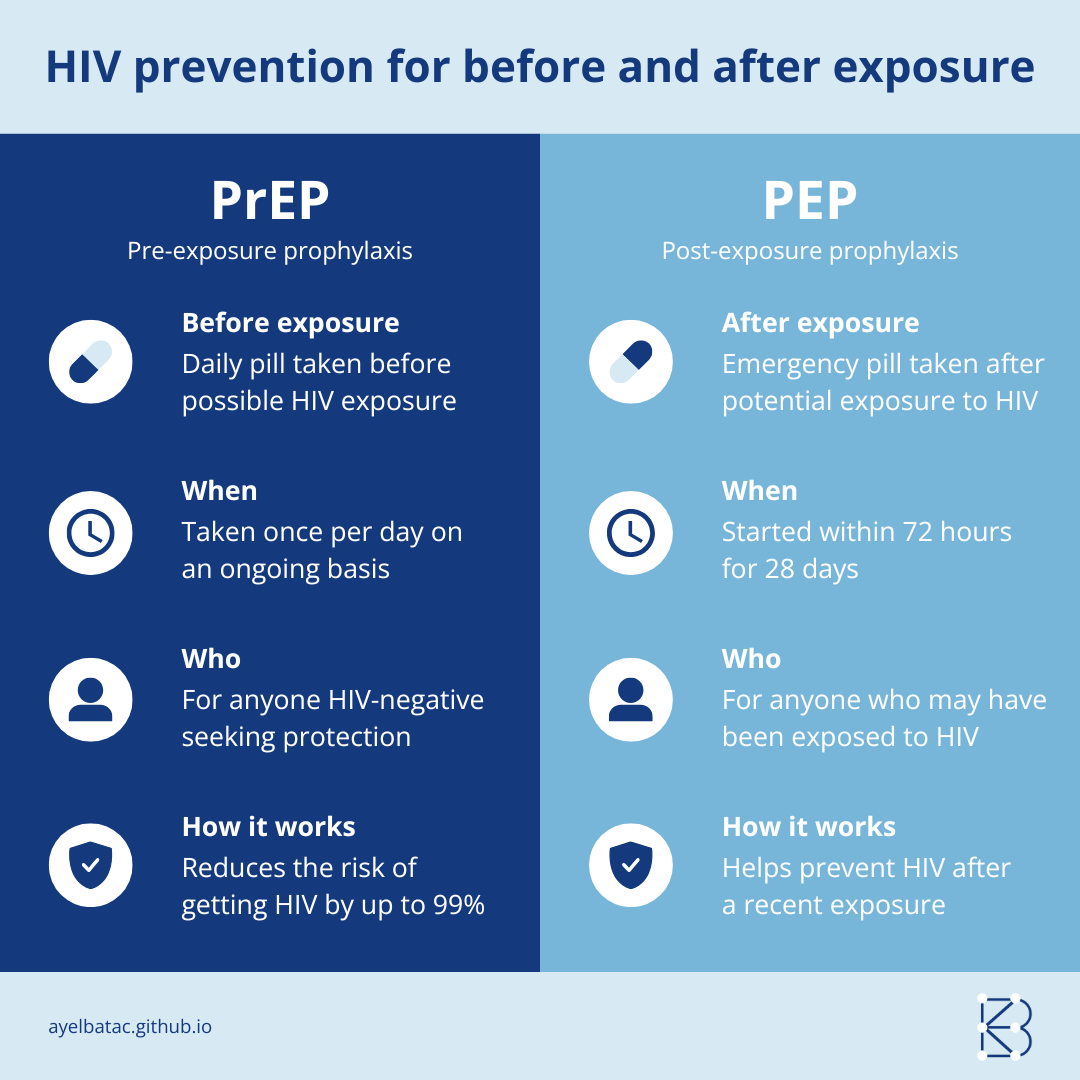 HIV prevention for before and after exposure
PrEP
Pre-exposure prophylaxis
Before exposure
Daily pill taken before
possible HIV exposure
When
Taken once per day on
an ongoing basis
Who
For anyone HIV-negative
seeking protection
How it works
Reduces the risk of
getting HIV by up to 99%
PEP
Post-exposure prophylaxis
After exposure
Emergency pill taken after
potential exposure to HIV
When
Started within 72 hours
for 28 days
Who
For anyone who may have
been exposed to HIV
How it works
Helps prevent HIV after
a recent exposure
ayelbatac.github.io